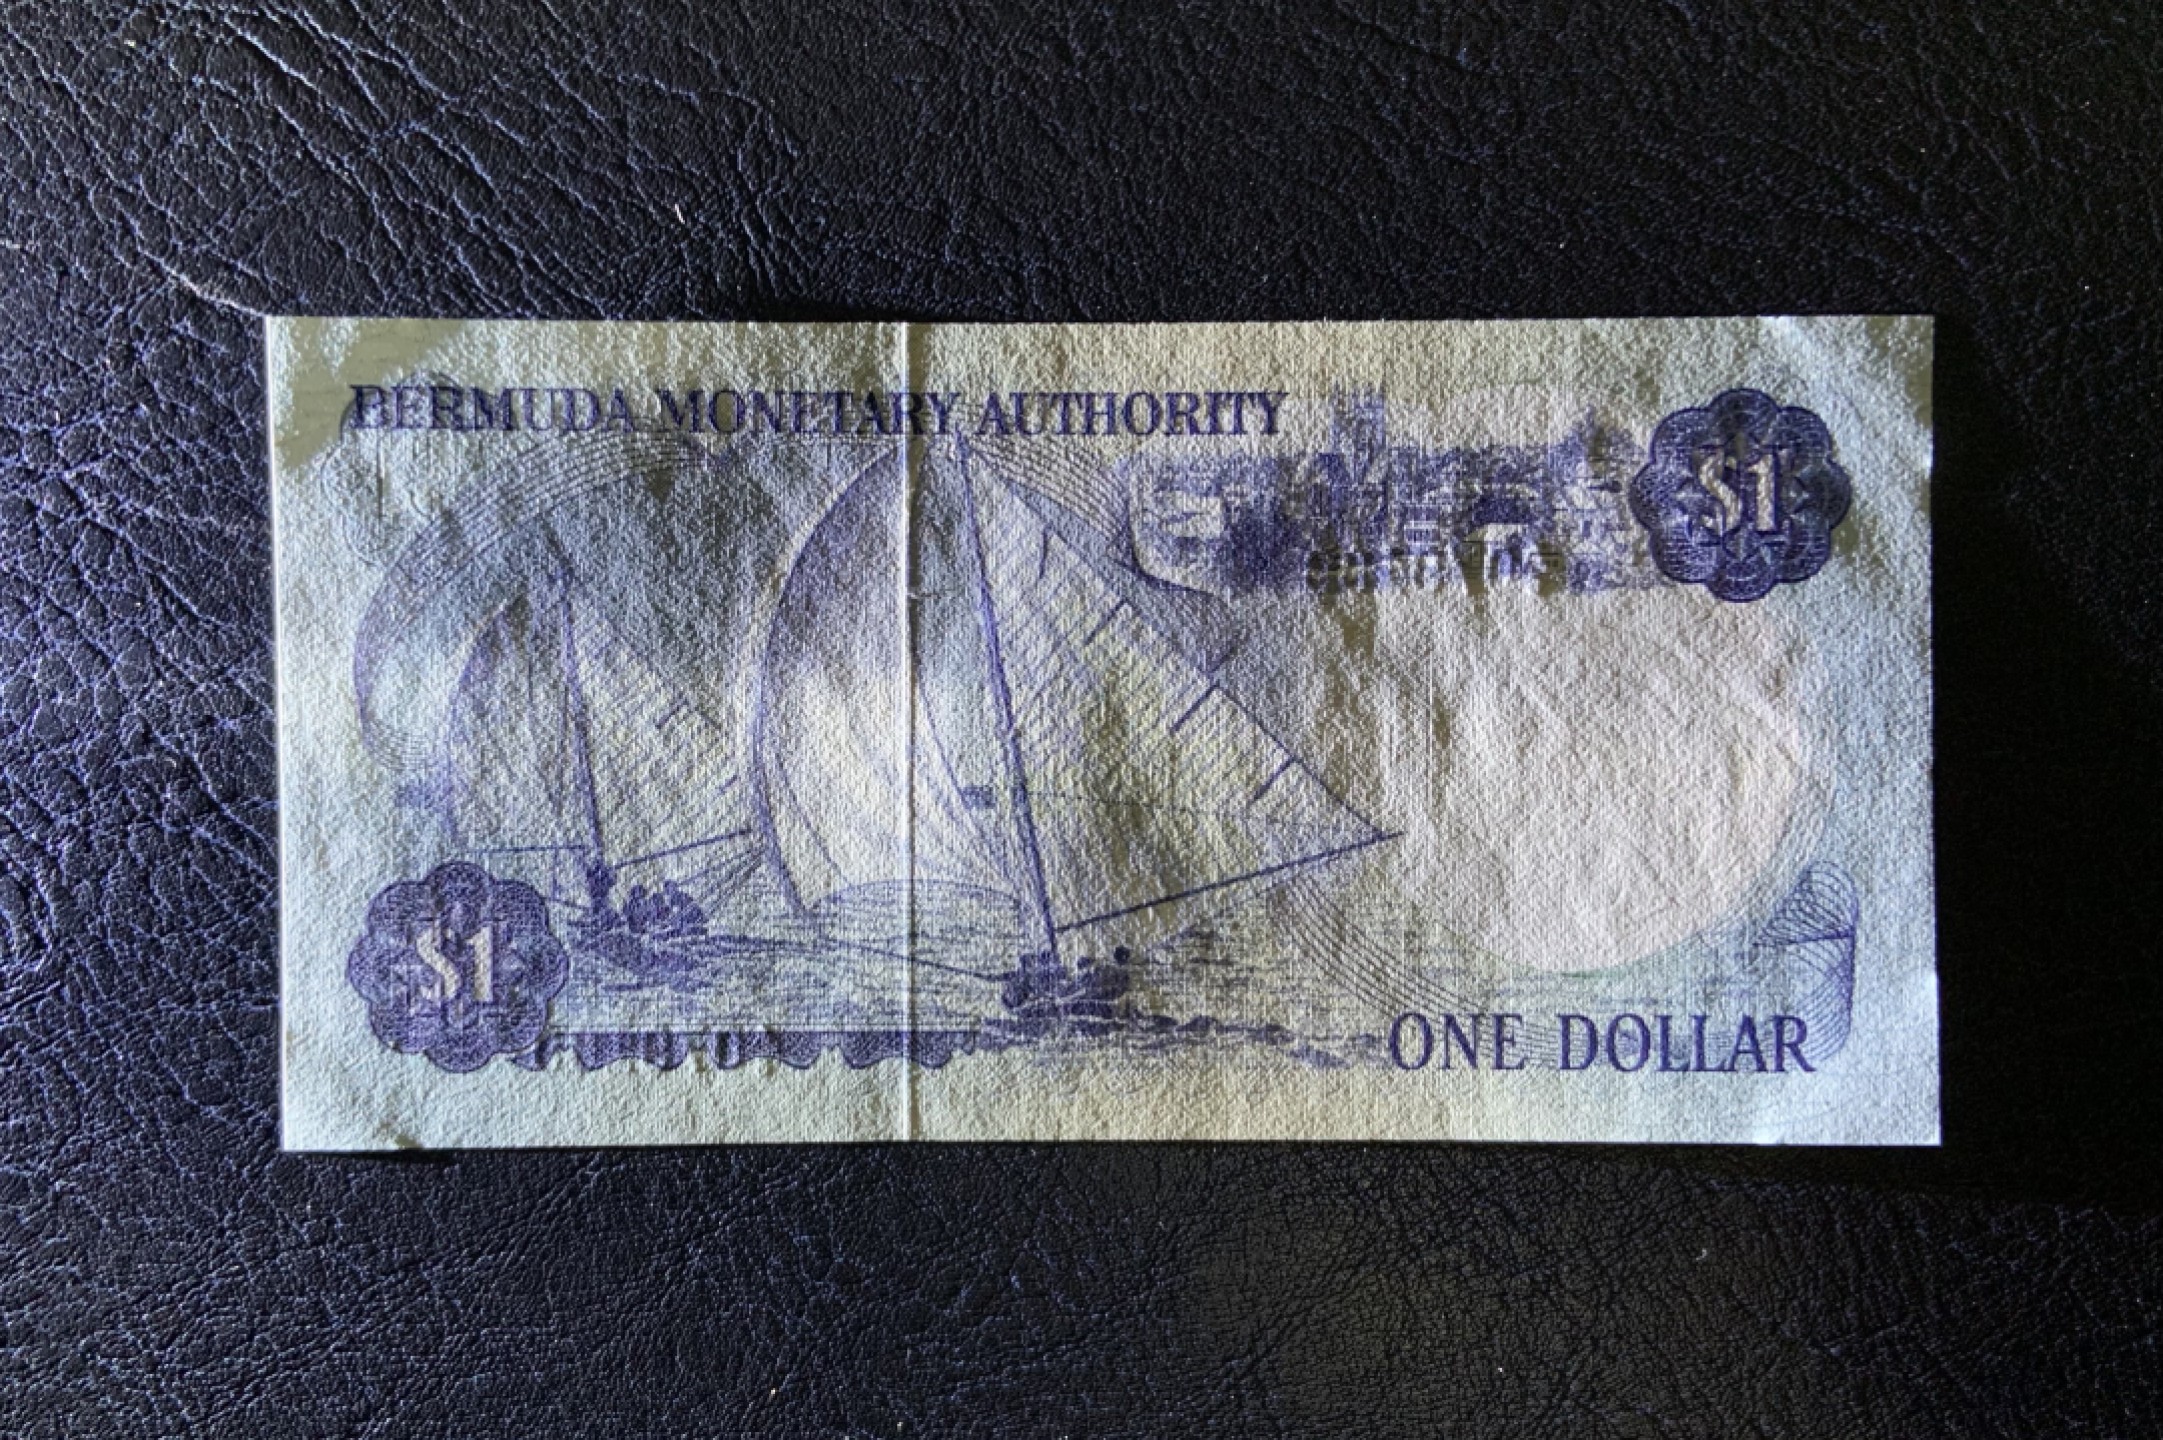 BERMUDA MONETARY AUTHORITY
$1
$1
ONE DOLLAR